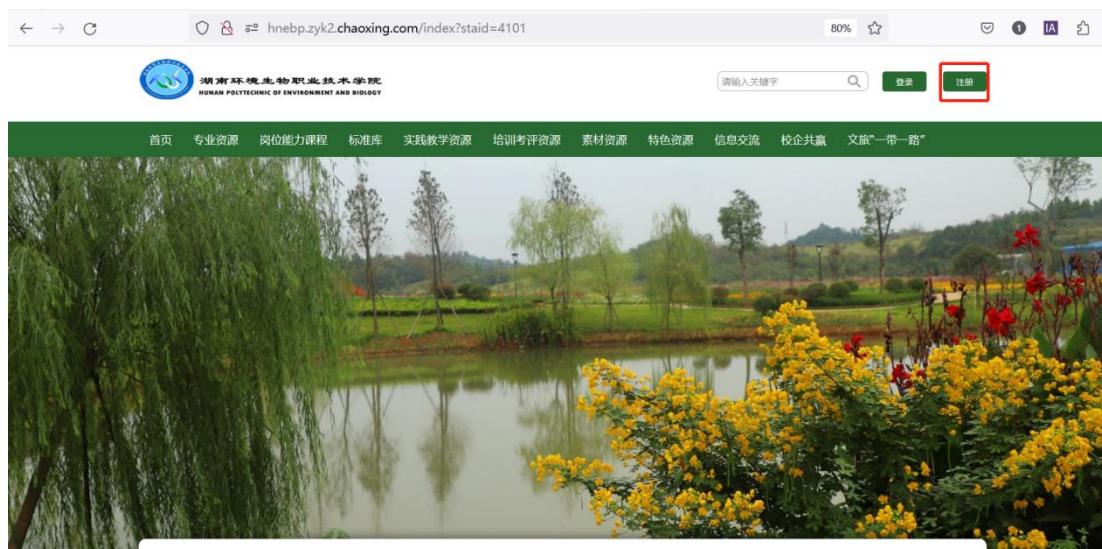 hnebp.zyk2.chaoxing.com/index?staid=4101
80%
1
IA
湖南环境生物职业技术学院
HUNAN POLYTECHNIC OF ENVIRONMENT AND BIOLOGY
请输入关键字
登录
注册
首页 专业资源 岗位能力课程 标准库 实践教学资源 培训考评资源 素材资源 特色资源 信息交流 校企共赢 文旅“一带一路”